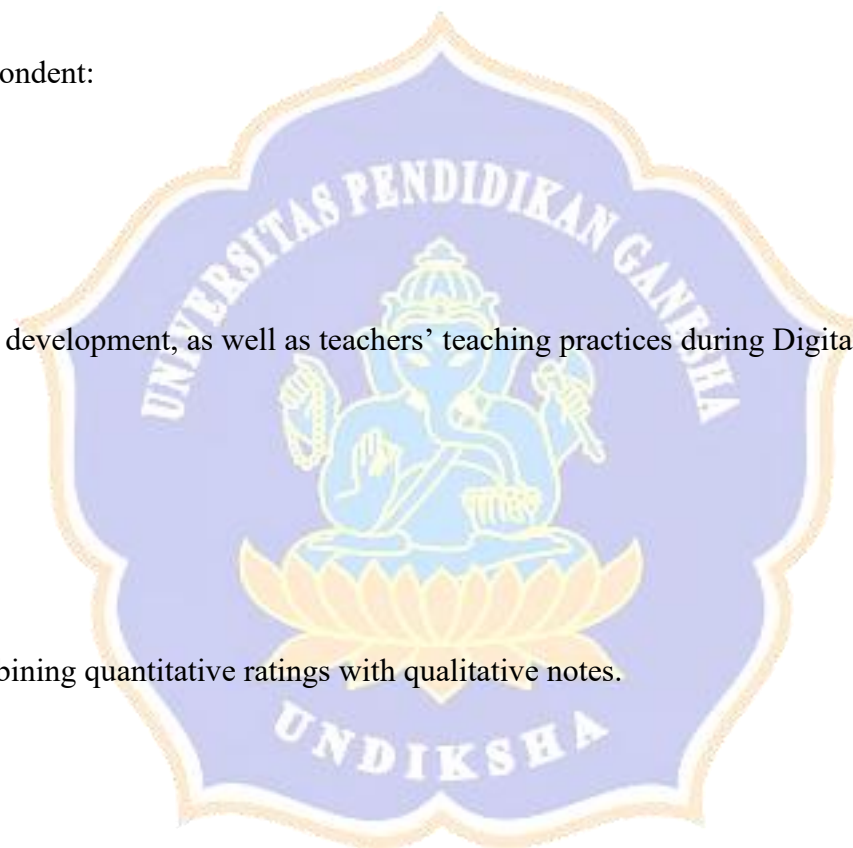 ondent:
UNIVERSITAS PENDIDIKAN GANESHA
development, as well as teachers’ teaching practices during Digita
bining quantitative ratings with qualitative notes.
UNDIKSHA